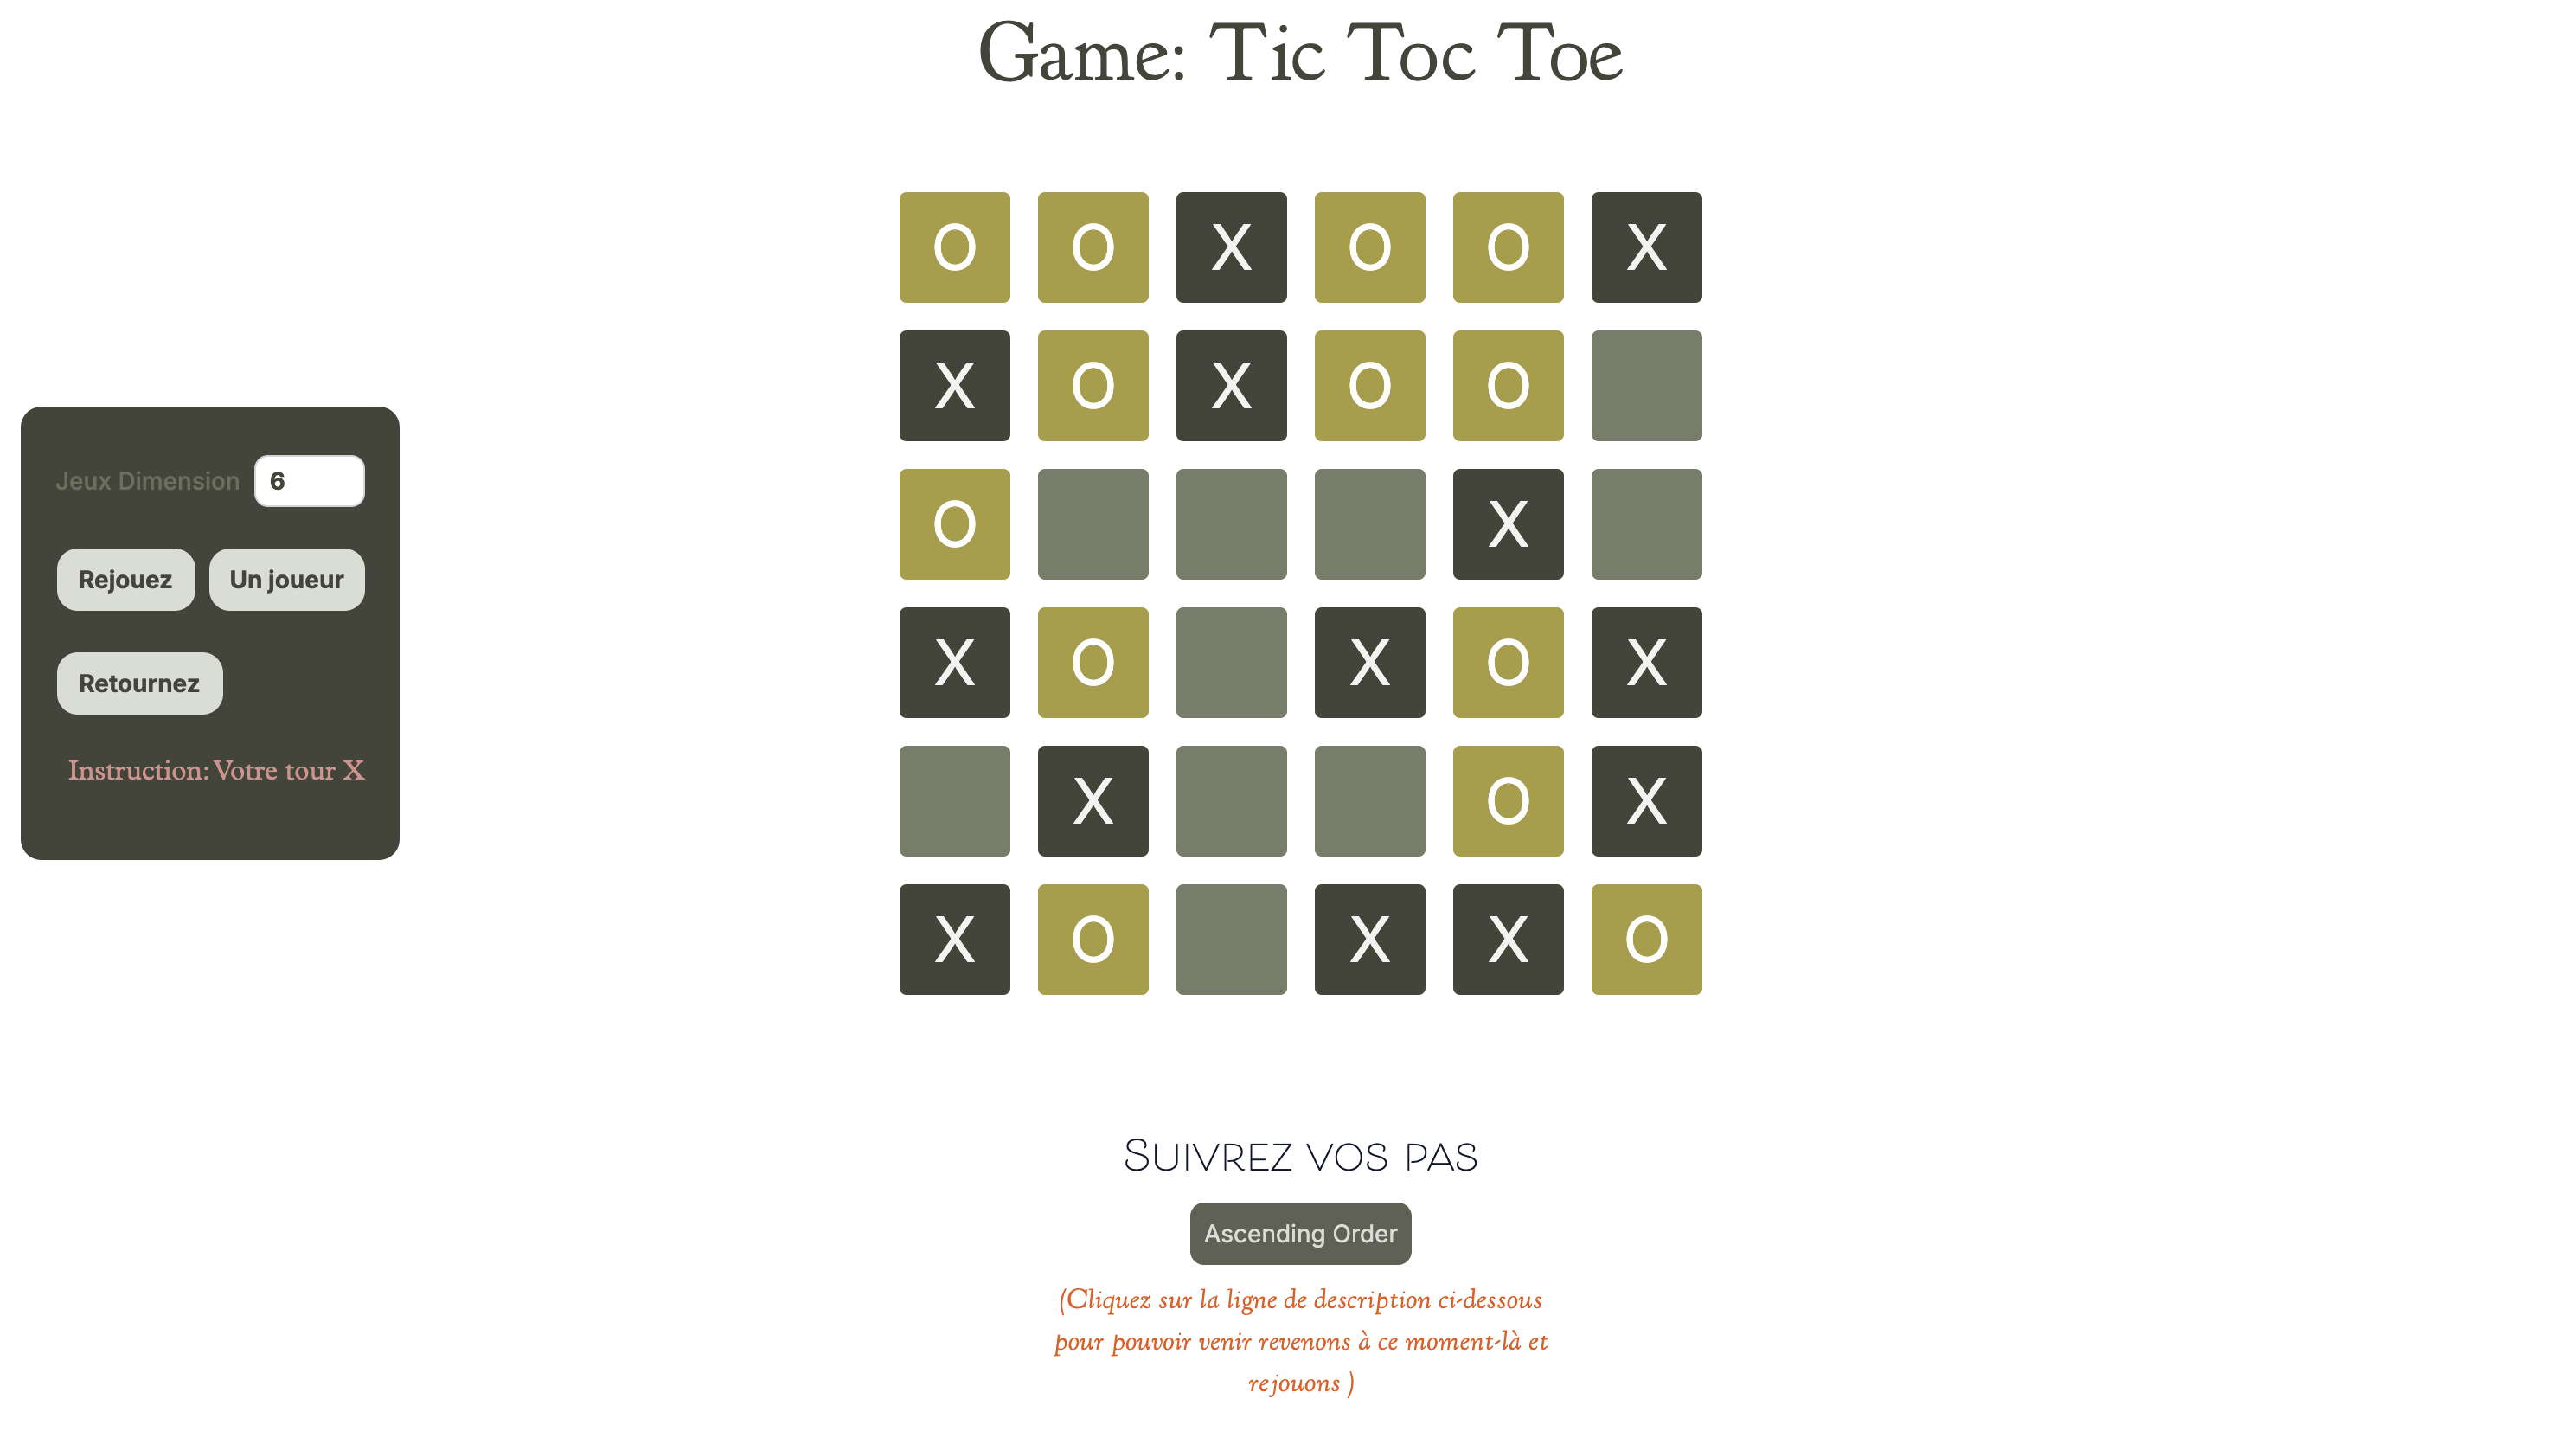 Game: Tic Toc Toe
O O X O O X
X O X O O
O X
X O X O X
X O X
X O X X O
Jeux Dimension 6
Rejouez Un joueur
Retournez
Instruction: Votre tour X
Suivrez vos pas
Ascending Order
(Cliquez sur la ligne de description ci-dessous
pour pouvoir venir revenons à ce moment-là et
rejouons )